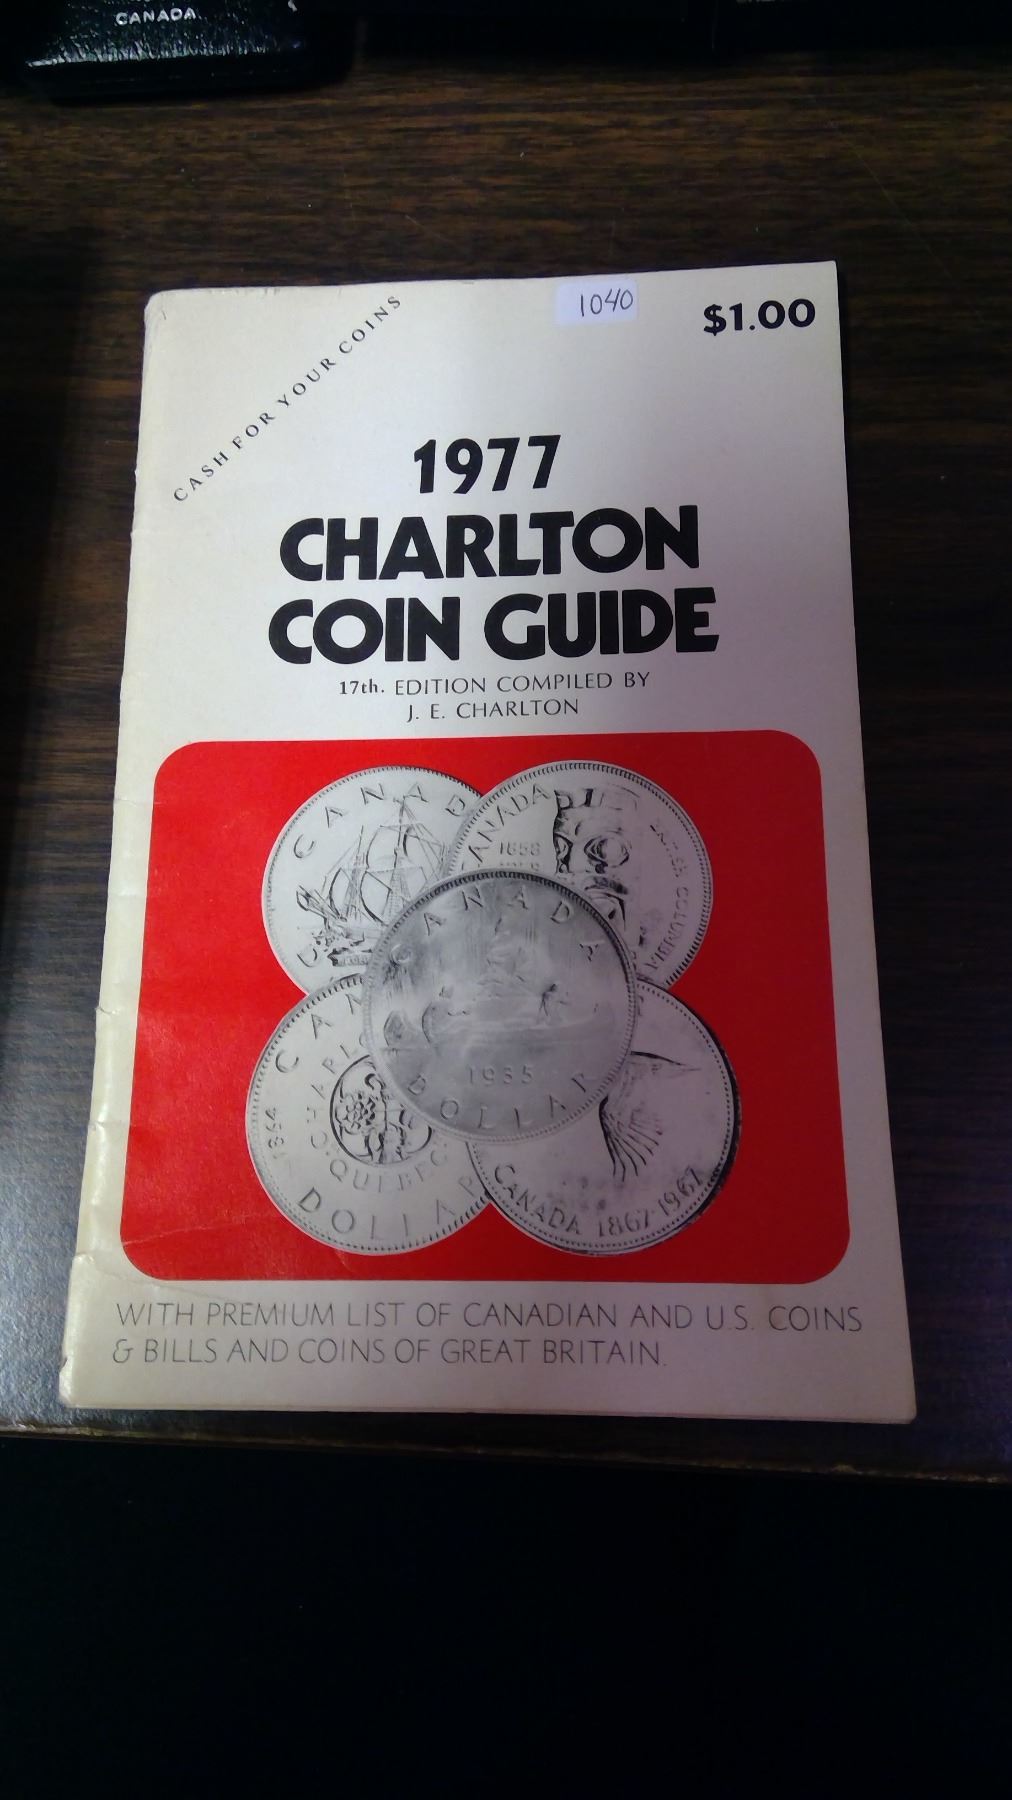 CANADA
CASH FOR YOUR COINS
1040
$1.00
1977
CHARLTON
COIN GUIDE
17th. EDITION COMPILED BY
J. E. CHARLTON
CANAD
CANADA
1858
CANADA
1935
DOLLAR
CAN
1864
QUEBEC
DOLLAR
CANADA 1867-1967
WITH PREMIUM LIST OF CANADIAN AND U.S. COINS
& BILLS AND COINS OF GREAT BRITAIN.